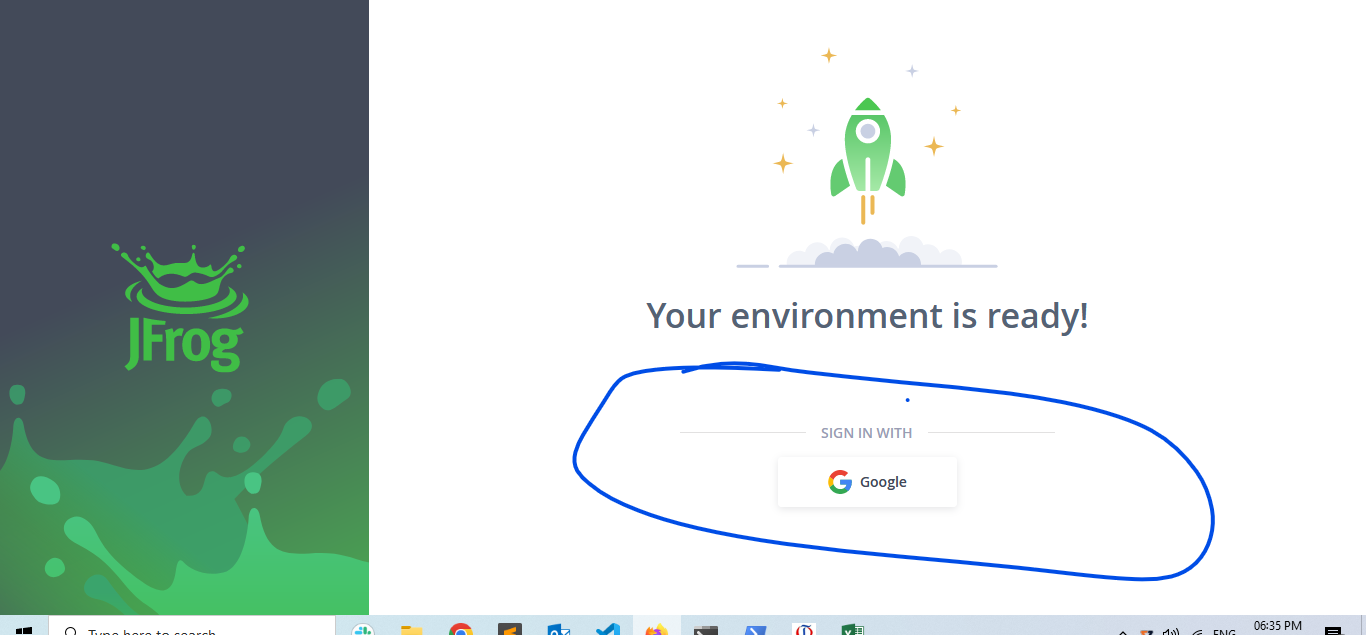 JFrog
Your environment is ready!
SIGN IN WITH
Google
Type here to search
ENG
06:35 PM